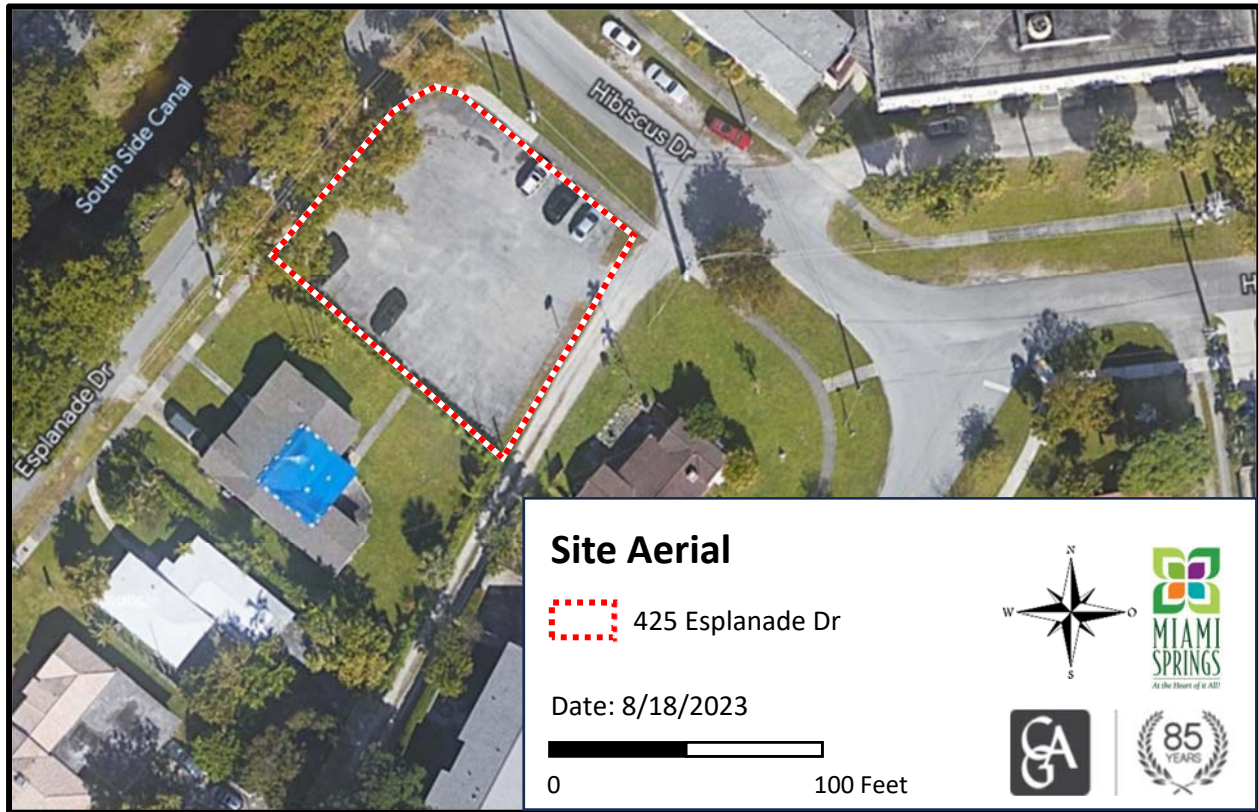 South Side Canal
Hibiscus Dr
H
Esplanade Dr
Site Aerial
425 Esplanade Dr
Date: 8/18/2023
0 100 Feet
N
W O
S
MIAMI
SPRINGS
At the Heart of it All!
CGA
85
YEARS